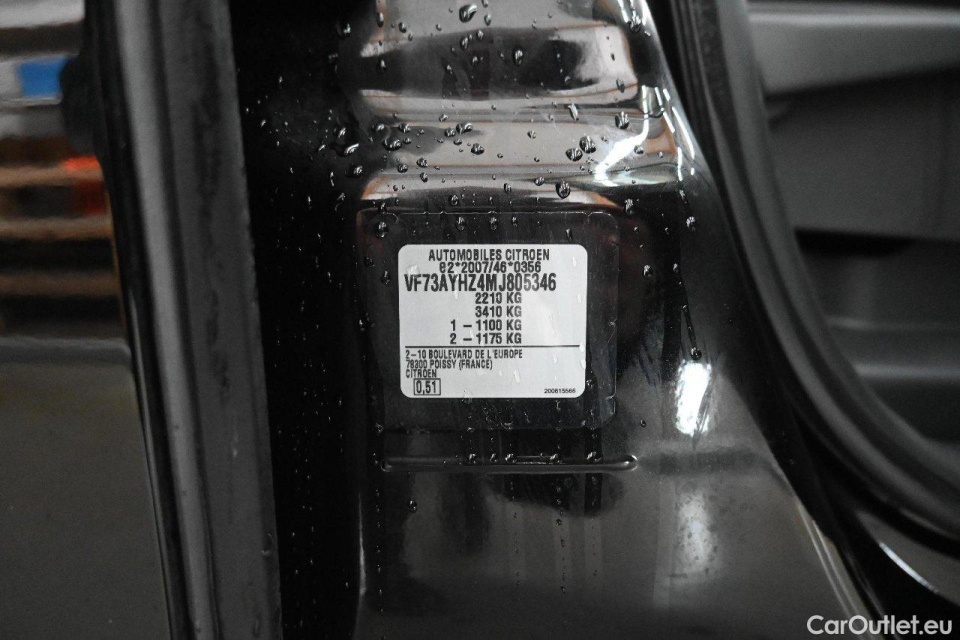 AUTOMOBILES CITROEN
e2*2007/46*0356
VF73AYHZ4MJ805346
2210 KG
3410 KG
1 – 1100 KG
2 – 1175 KG
2–10 BOULEVARD DE L'EUROPE
78300 POISSY (FRANCE)
CITROEN
0,51
200615566
CarOutlet.eu